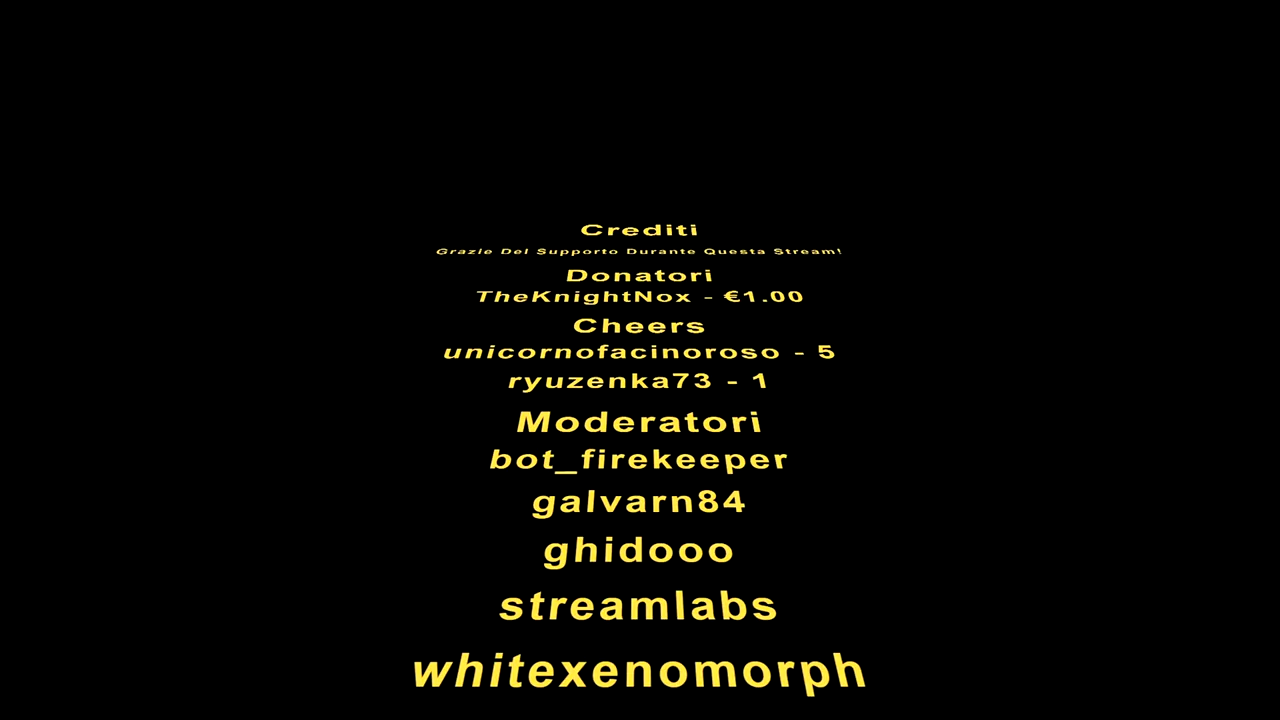 Crediti
Grazie Del Supporto Durante Questa Stream!
Donatori
TheKnightNox - €1.00
Cheers
unicornofacinoroso - 5
ryuzenka73 - 1
Moderatori
bot_firekeeper
galvarn84
ghidooo
streamlabs
whitexenomorph